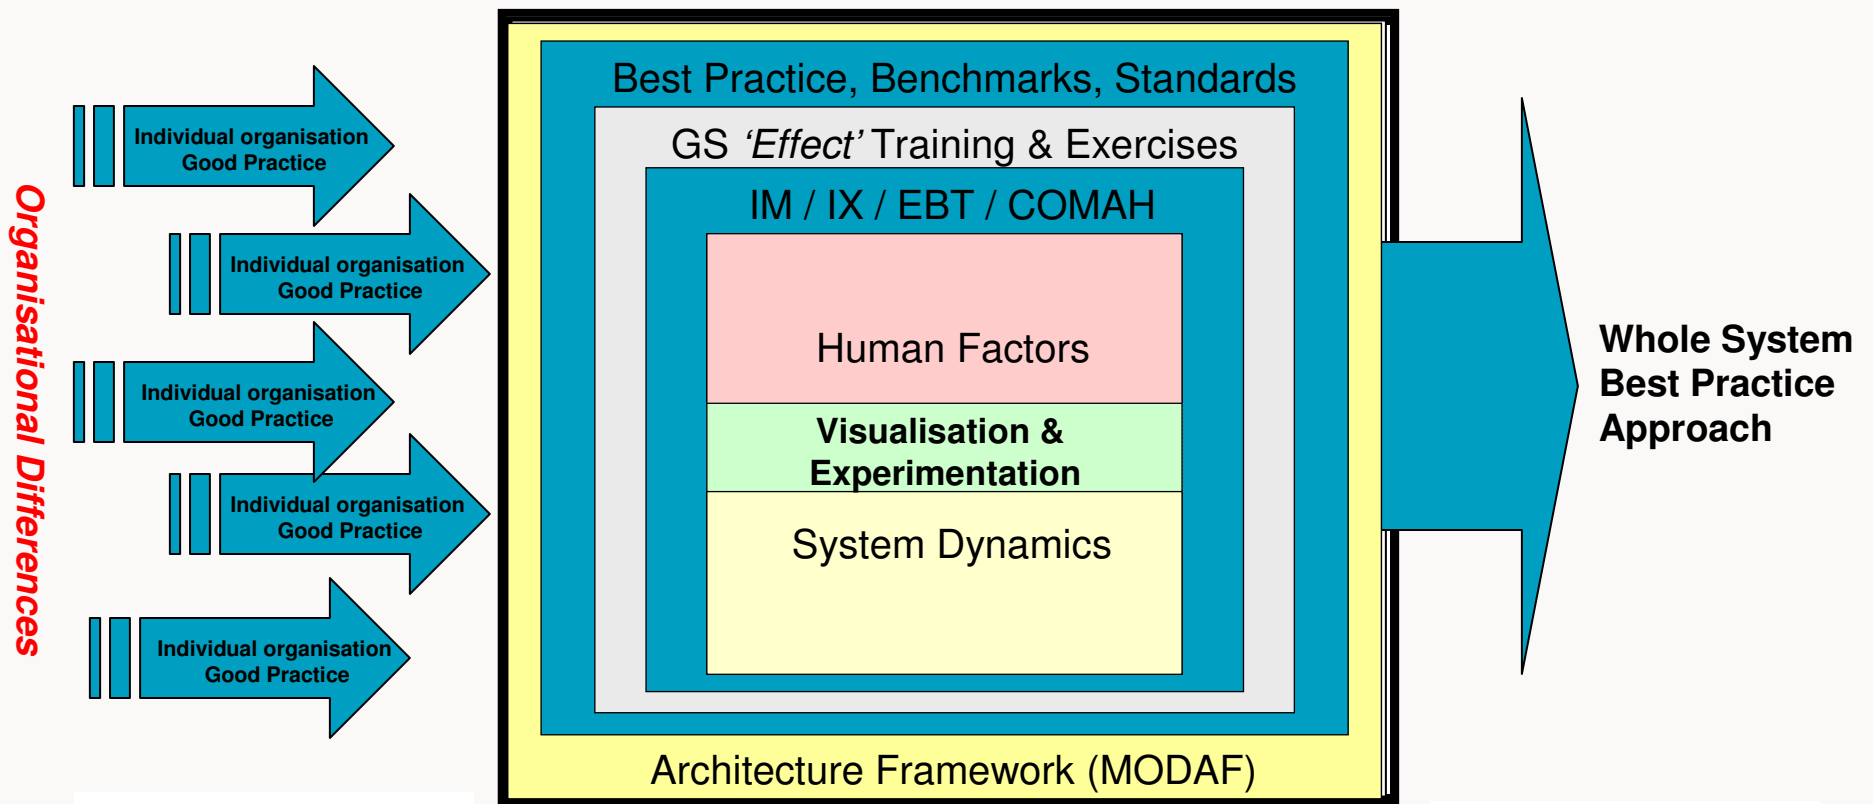 Organisational Differences
Individual organisation
Good Practice
Individual organisation
Good Practice
Individual organisation
Good Practice
Individual organisation
Good Practice
Individual organisation
Good Practice
Best Practice, Benchmarks, Standards
GS ‘Effect’ Training & Exercises
IM / IX / EBT / COMAH
Human Factors
Visualisation &
Experimentation
System Dynamics
Architecture Framework (MODAF)
Whole System
Best Practice
Approach